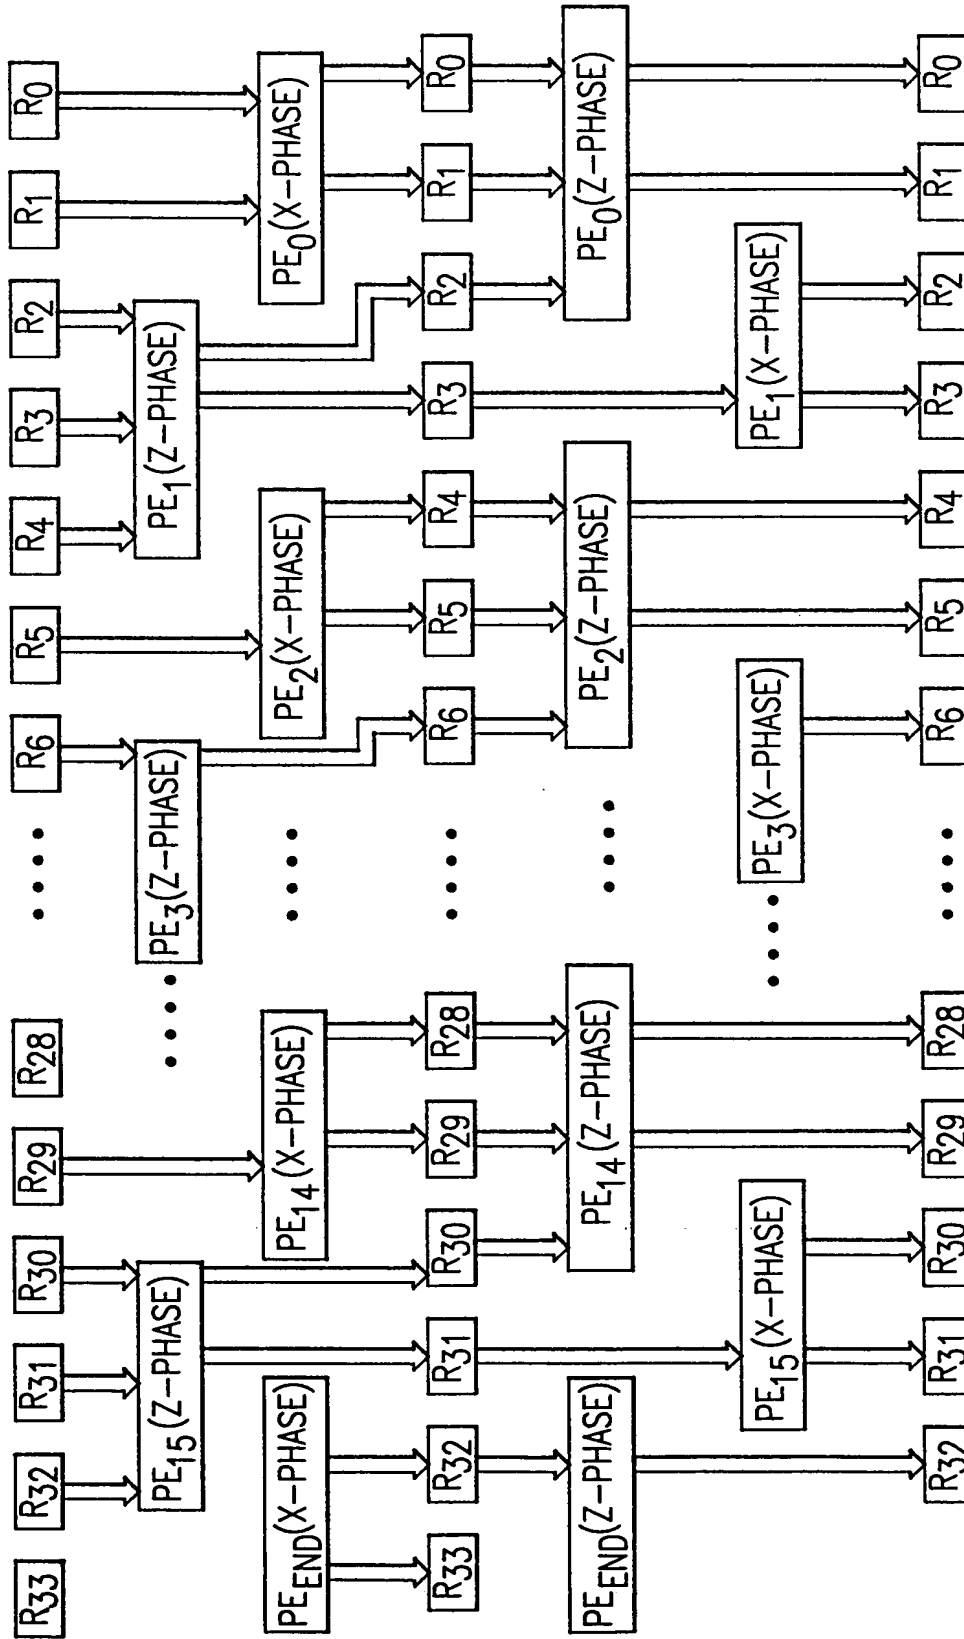 R33 R32 R31 R30 R29 R28 R6 R5 R4 R3 R2 R1 R0
PE15(Z-PHASE) PE3(Z-PHASE) PE1(Z-PHASE)
PEEND(X-PHASE) PE14(X-PHASE) PE2(X-PHASE) PE0(X-PHASE)
R33 R32 R31 R30 R29 R28 R6 R5 R4 R3 R2 R1 R0
PEEND(Z-PHASE) PE14(Z-PHASE) PE2(Z-PHASE) PE0(Z-PHASE)
PE15(X-PHASE) PE3(X-PHASE) PE1(X-PHASE)
R32 R31 R30 R29 R28 R6 R5 R4 R3 R2 R1 R0